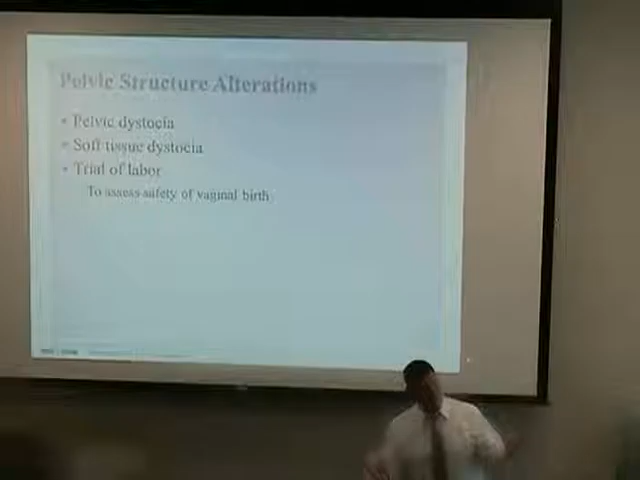 Pelvic Structure Alterations
Pelvic dystocia
Soft tissue dystocia
Trial of labor
To assess safety of vaginal birth